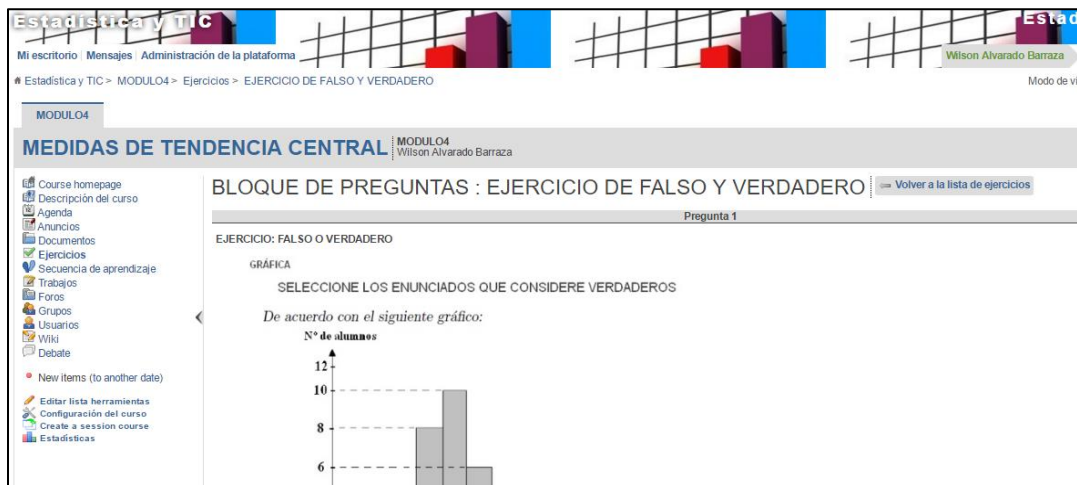 Estadística y TIC
Estad
Mi escritorio | Mensajes | Administración de la plataforma
Wilson Alvarado Barraza
Estadística y TIC > MODULO4 > Ejercicios > EJERCICIO DE FALSO Y VERDADERO
Modo de vi
MODULO4
MEDIDAS DE TENDENCIA CENTRAL
MODULO4
Wilson Alvarado Barraza
Course homepage
Descripción del curso
Agenda
Anuncios
Documentos
Ejercicios
Secuencia de aprendizaje
Trabajos
Foros
Grupos
Usuarios
Wiki
Debate
New items (to another date)
Editar lista herramientas
Configuración del curso
Create a session course
Estadísticas
BLOQUE DE PREGUNTAS : EJERCICIO DE FALSO Y VERDADERO
Volver a la lista de ejercicios
Pregunta 1
EJERCICIO: FALSO O VERDADERO
GRÁFICA
SELECCIONE LOS ENUNCIADOS QUE CONSIDERE VERDADEROS
De acuerdo con el siguiente gráfico:
Nº de alumnos
12
10
8
6